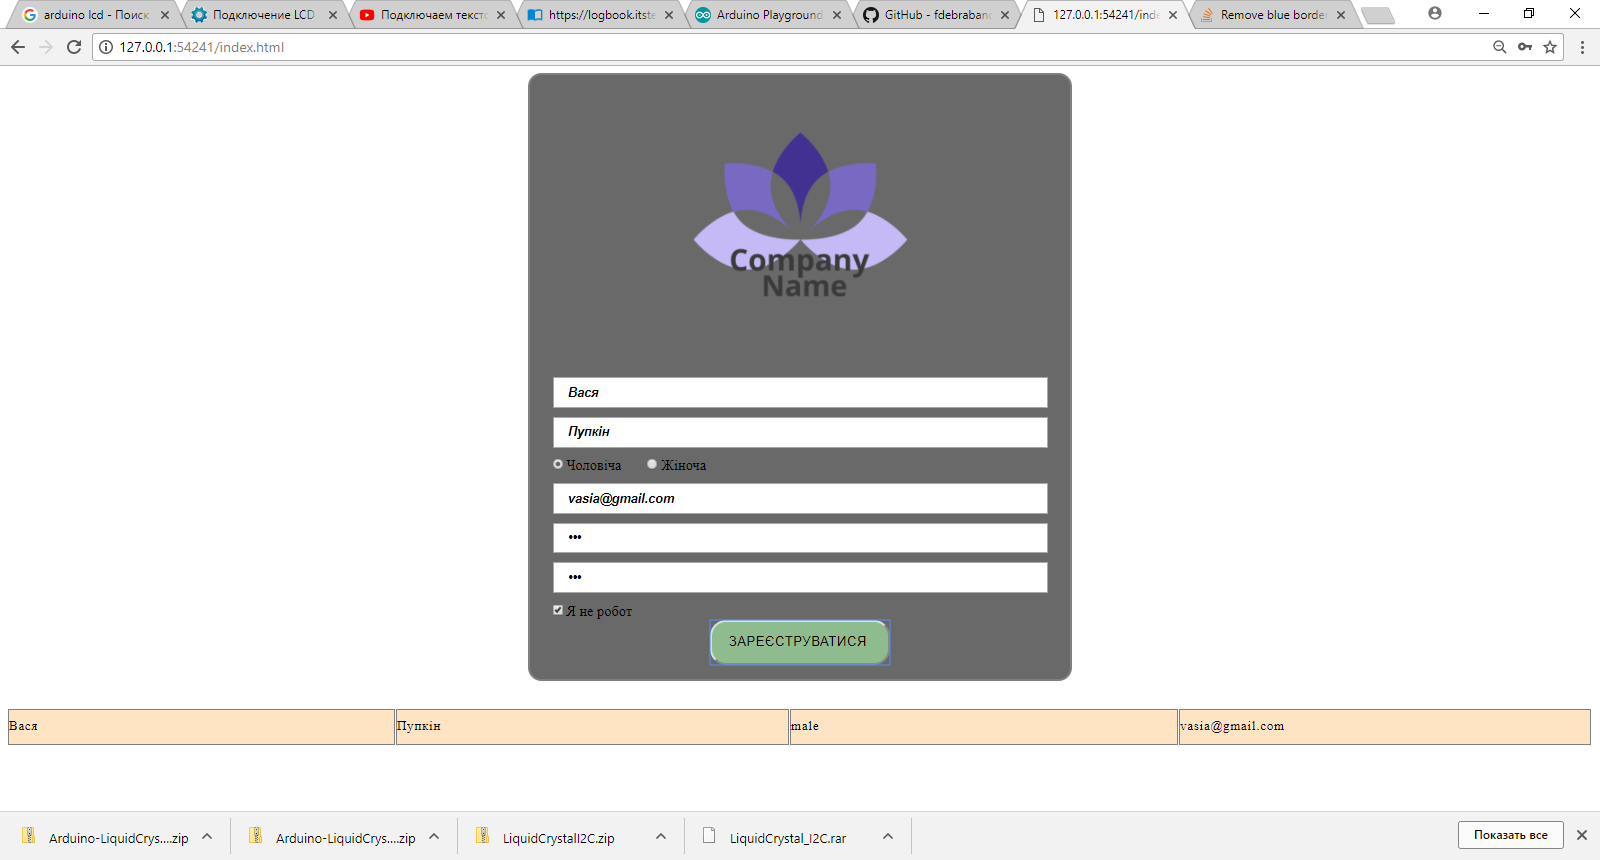 arduino lcd - Поиск
Подключение LCD
Подключаем текст
https://logbook.itste
Arduino Playground
GitHub - fdebraban
127.0.0.1:54241/inde
Remove blue border
127.0.0.1:54241/index.html
Company
Name
Вася
Пупкін
Чоловіча Жіноча
vasia@gmail.com
•••
•••
Я не робот
ЗАРЕЄСТРУВАТИСЯ
Вася Пупкін male vasia@gmail.com
Arduino-LiquidCrys....zip
Arduino-LiquidCrys....zip
LiquidCrystalI2C.zip
LiquidCrystal_I2C.rar
Показать все